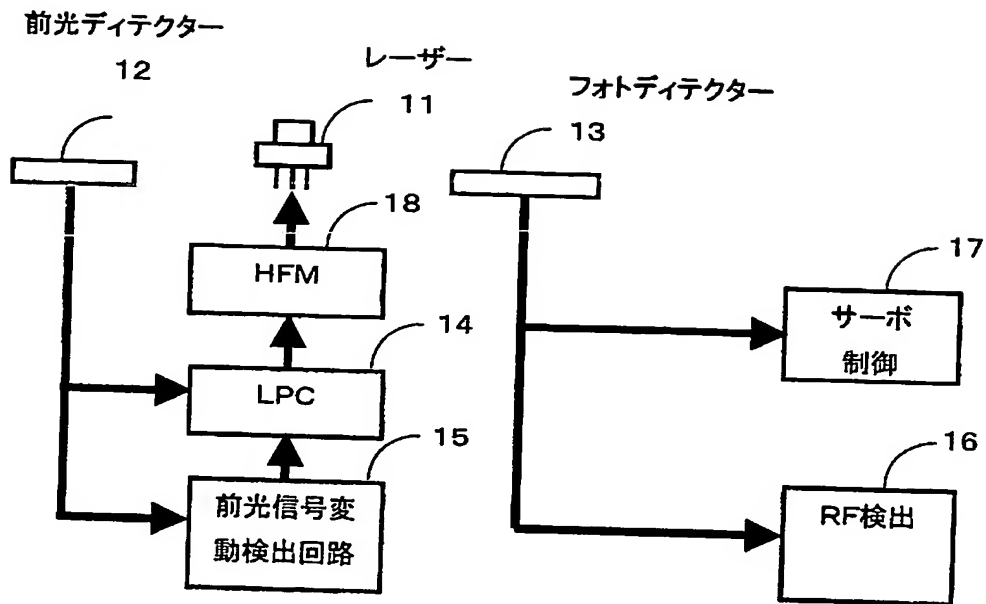 前光ディテクター
12
レーザー
11
フォトディテクター
13
18
HFM
17
サーボ
制御
14
LPC
15
前光信号変
動検出回路
16
RF検出